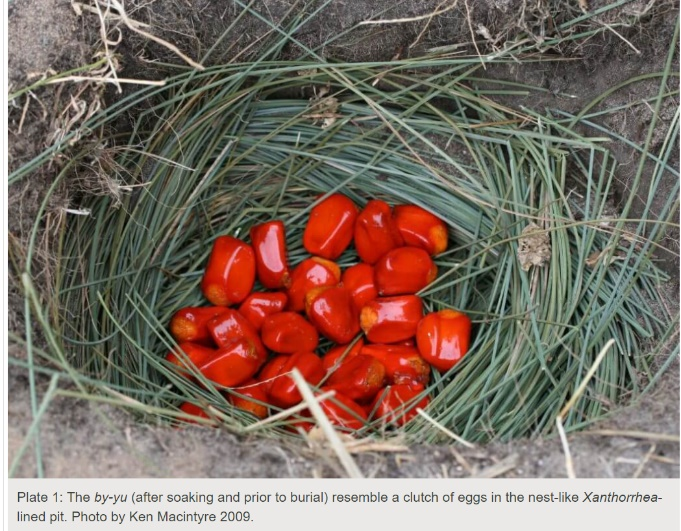 Plate 1: The by-yu (after soaking and prior to burial) resemble a clutch of eggs in the nest-like Xanthorrhea-
lined pit. Photo by Ken Macintyre 2009.